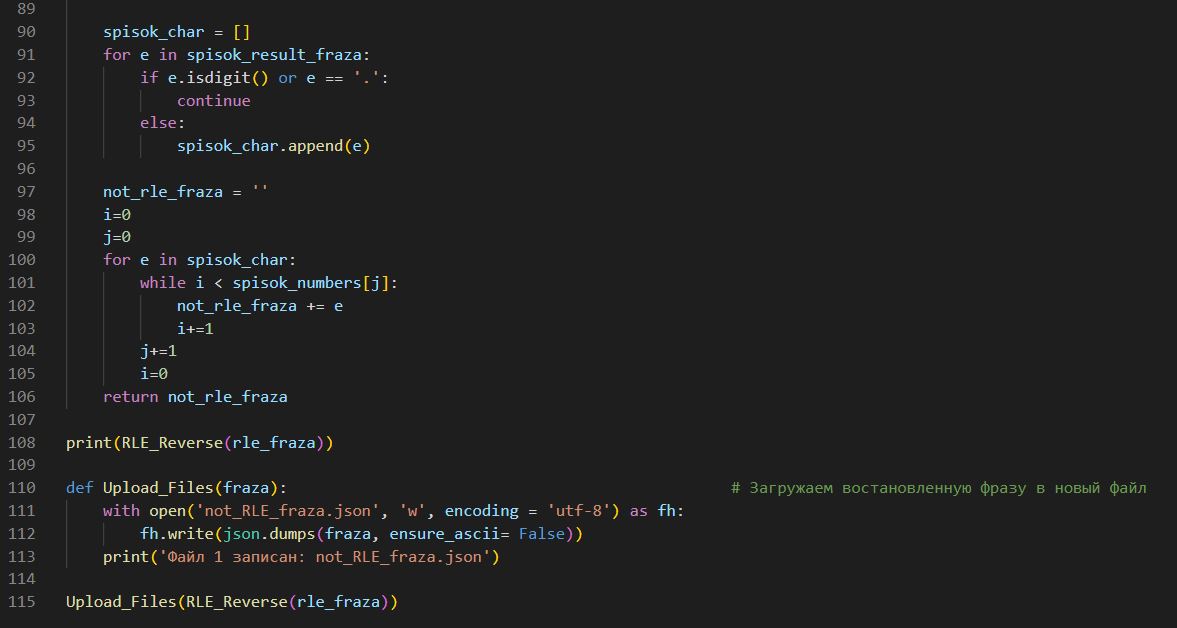 89
90 spisok_char = []
91 for e in spisok_result_fraza:
92 if e.isdigit() or e == '.':
93 continue
94 else:
95 spisok_char.append(e)
96
97 not_rle_fraza = ''
98 i=0
99 j=0
100 for e in spisok_char:
101 while i < spisok_numbers[j]:
102 not_rle_fraza += e
103 i+=1
104 j+=1
105 i=0
106 return not_rle_fraza
107
108 print(RLE_Reverse(rle_fraza))
109
110 def Upload_Files(fraza): # Загружаем востановленную фразу в новый файл
111 with open('not_RLE_fraza.json', 'w', encoding = 'utf-8') as fh:
112 fh.write(json.dumps(fraza, ensure_ascii= False))
113 print('Файл 1 записан: not_RLE_fraza.json')
114
115 Upload_Files(RLE_Reverse(rle_fraza))